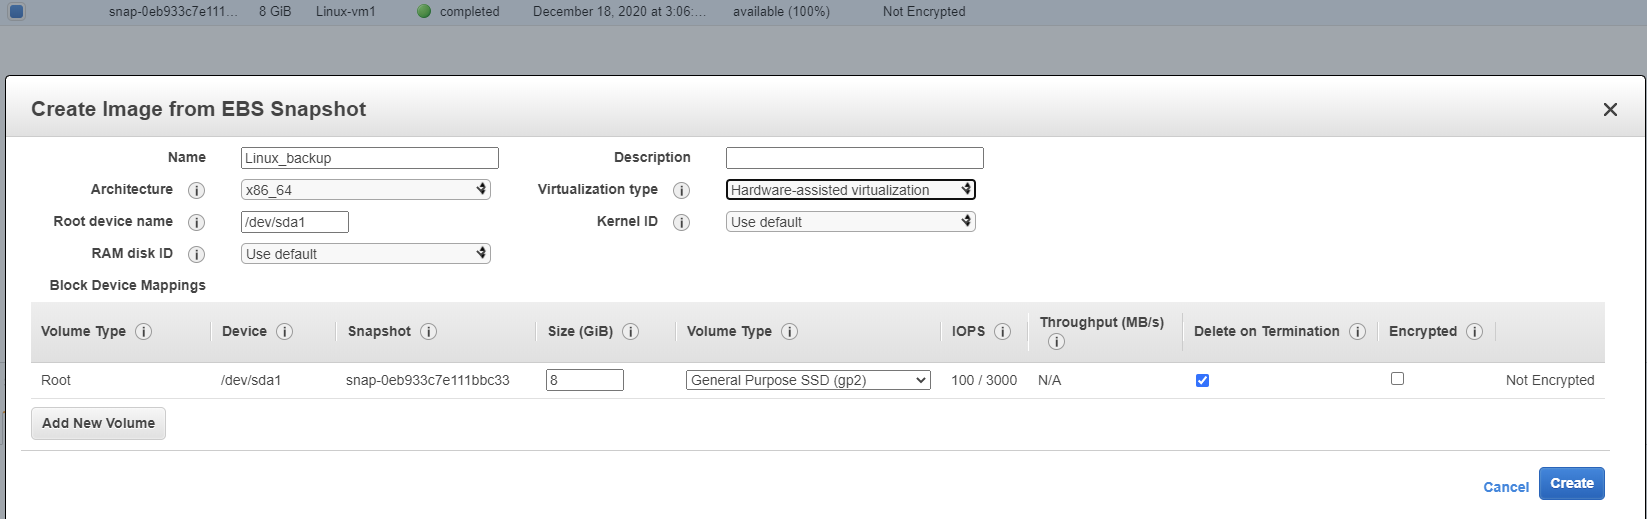 snap-0eb933c7e111... 8 GiB Linux-vm1 completed December 18, 2020 at 3:06:... available (100%) Not Encrypted
Create Image from EBS Snapshot
Name Linux_backup Description
Architecture i x86_64 Virtualization type i Hardware-assisted virtualization
Root device name i /dev/sda1 Kernel ID i Use default
RAM disk ID i Use default
Block Device Mappings
Volume Type i Device i Snapshot i Size (GiB) i Volume Type i IOPS i Throughput (MB/s) i Delete on Termination i Encrypted i
Root /dev/sda1 snap-0eb933c7e111bbc33 8 General Purpose SSD (gp2) 100 / 3000 N/A Not Encrypted
Add New Volume
Cancel Create